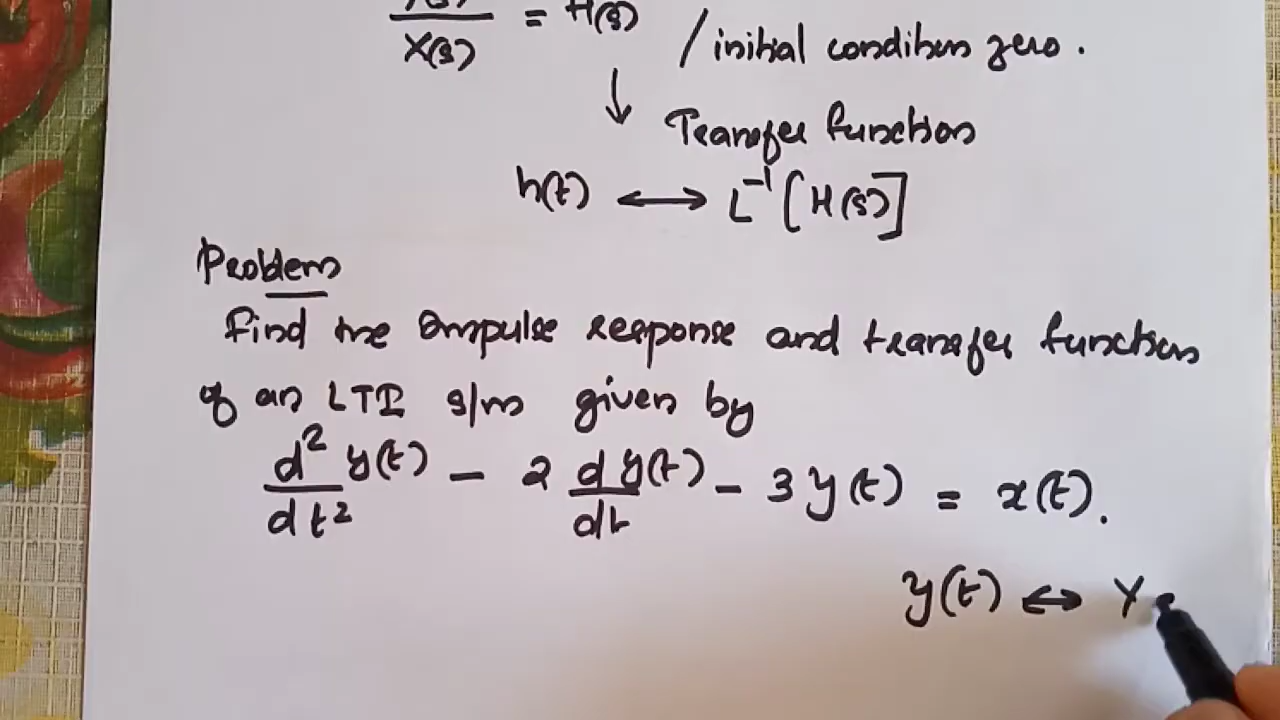 X(s) = H(s) / initial condition zero.
↓ Transfer function
h(t) ↔ L⁻¹[H(s)]
Problem
Find the impulse response and transfer function
of an LTI s/m given by
d²/dt² y(t) - 2 d/dt y(t) - 3 y(t) = x(t).
y(t) ↔ Y